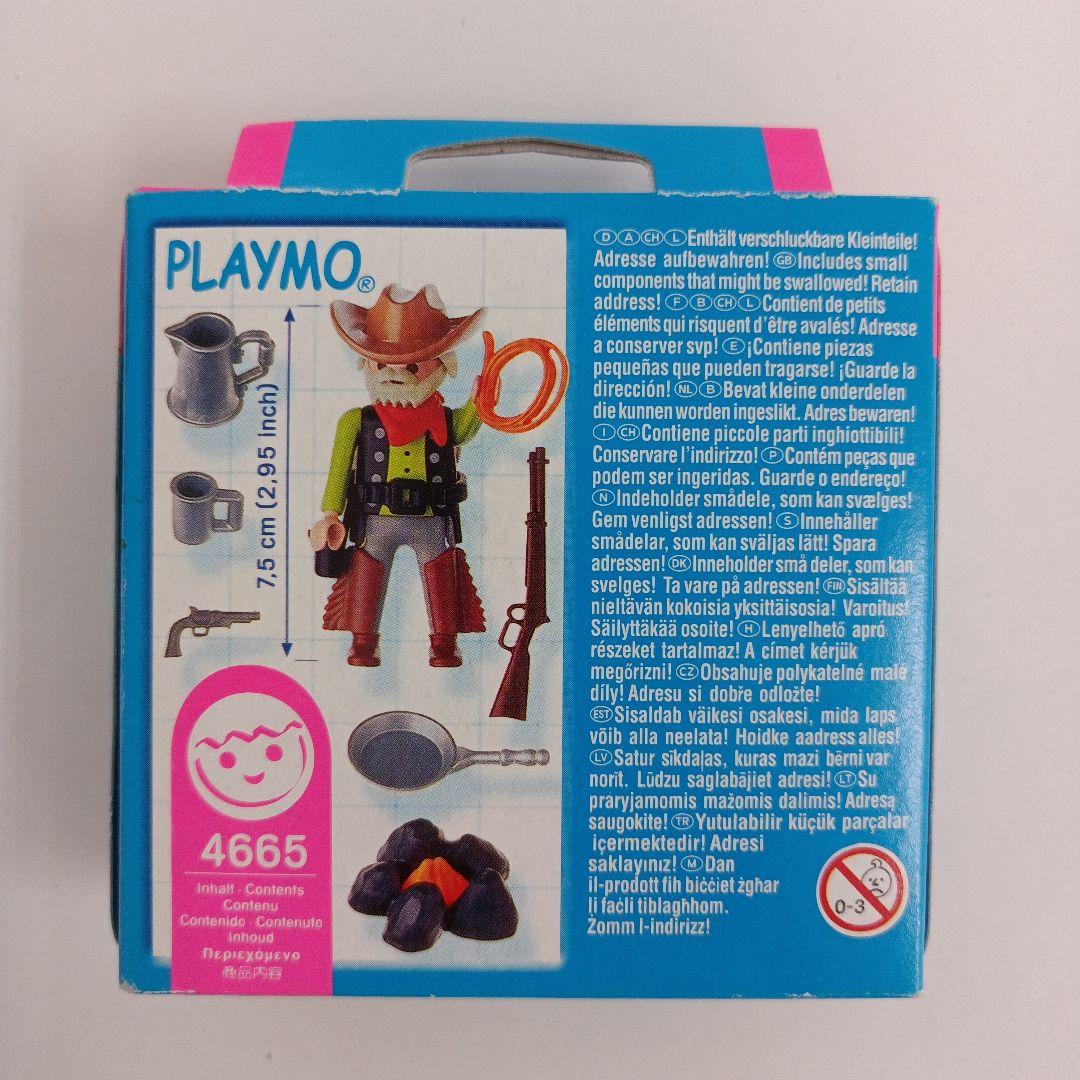 PLAYMO®
7,5 cm (2,95 inch)
4665
Inhalt · Contents
Contenu
Contenido · Contenuto
Inhoud
Περιεχόμενο
商品内容
D A CH L Enthält verschluckbare Kleinteile!
Adresse aufbewahren! GB Includes small
components that might be swallowed! Retain
address! F B CH L Contient de petits
éléments qui risquent d'être avalés! Adresse
a conserver svp! E ¡Contiene piezas
pequeñas que pueden tragarse! ¡Guarde la
dirección! NL B Bevat kleine onderdelen
die kunnen worden ingeslikt. Adres bewaren!
I CH Contiene piccole parti inghiottibili!
Conservare l'indirizzo! P Contém peças que
podem ser ingeridas. Guarde o endereço!
N Indeholder smådele, som kan svælges!
Gem venligst adressen! S Innehåller
smådelar, som kan sväljas lätt! Spara
adressen! DK Inneholder små deler, som kan
svelges! Ta vare på adressen! FIN Sisältää
nieltävän kokoisia yksittäisosia! Varoitus!
Säilyttäkää osoite! H Lenyelhető apró
részeket tartalmaz! A címet kérjük
megőrizni! CZ Obsahuje polykatelné malé
díly! Adresu si dobře odložte!
EST Sisaldab väikesi osakesi, mida laps
võib alla neelata! Hoidke aadress alles!
LV Satur sīkdaļas, kuras mazi bērni var
norīt. Lūdzu saglabājiet adresi! LT Su
praryjamomis mažomis dalimis! Adresą
saugokite! TR Yutulabilir küçük parçalar
içermektedir! Adresi
saklayınız! M Dan
il-prodott fih biċċiet żgħar
li faċli tiblagħhom.
Żomm l-indirizz!
0-3